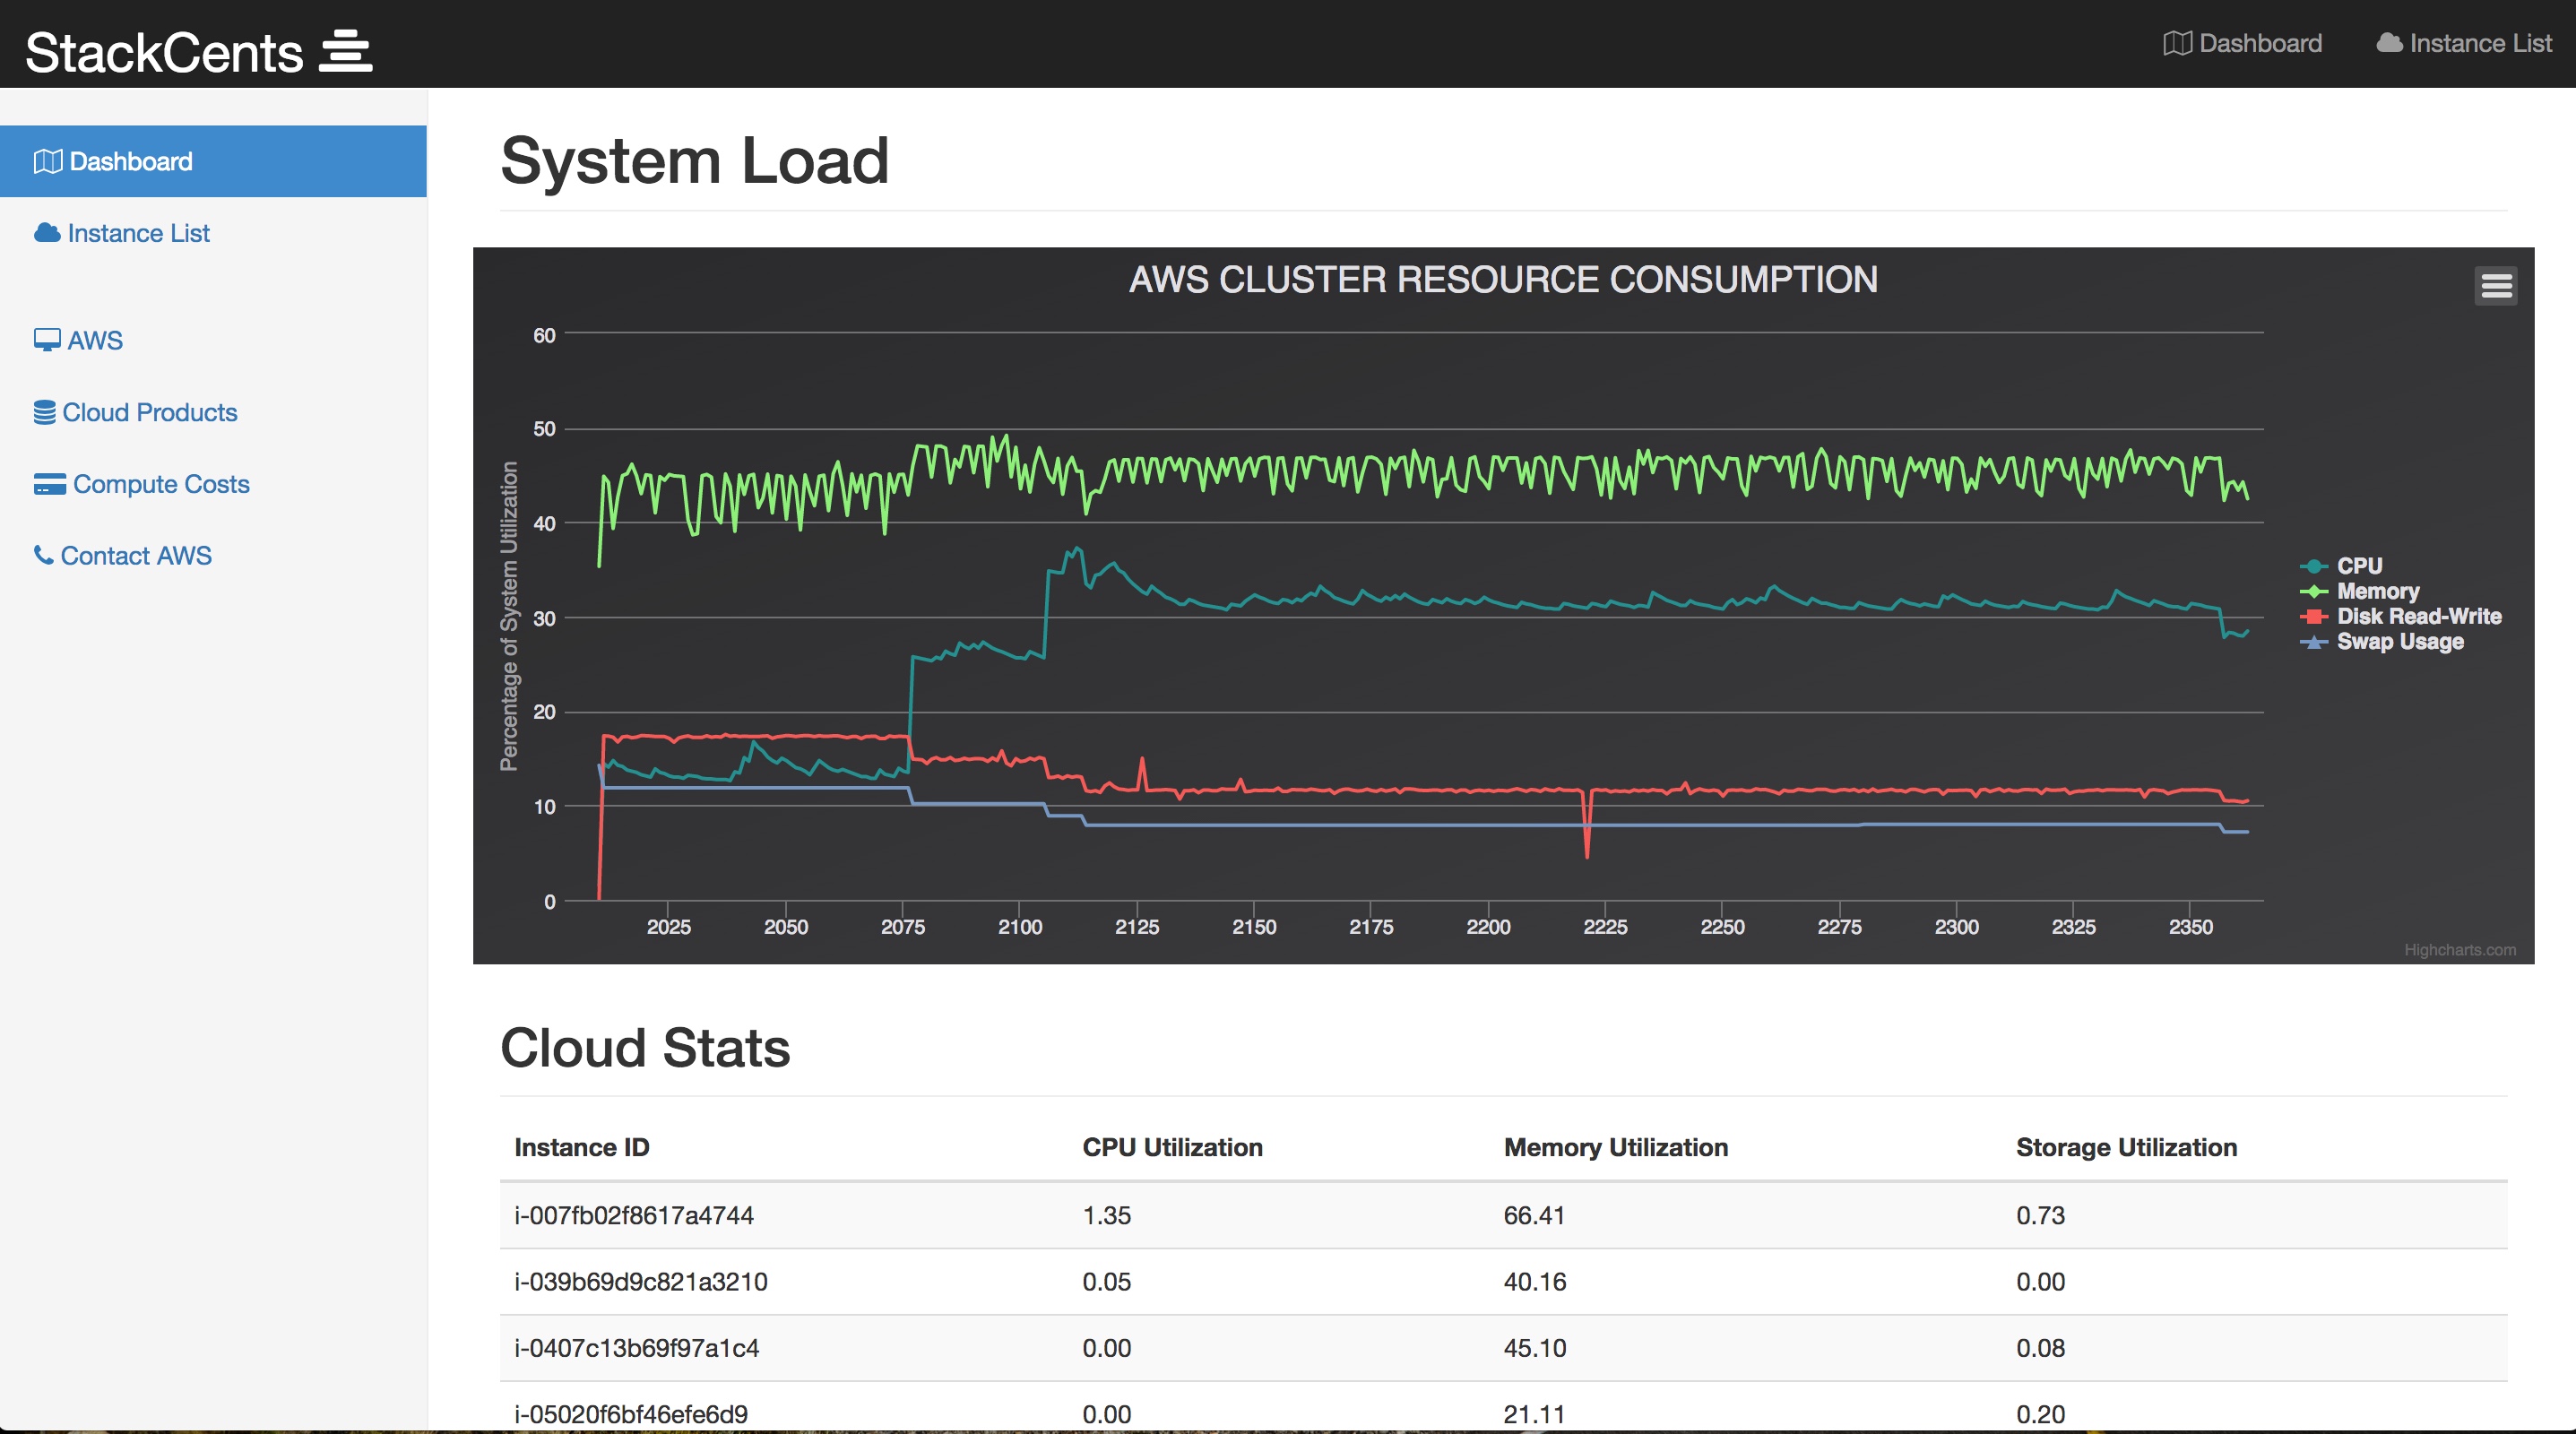 StackCents
Dashboard
Instance List
Dashboard
Instance List
AWS
Cloud Products
Compute Costs
Contact AWS
System Load
AWS CLUSTER RESOURCE CONSUMPTION
Percentage of System Utilization
60
50
40
30
20
10
0
2025 2050 2075 2100 2125 2150 2175 2200 2225 2250 2275 2300 2325 2350
CPU
Memory
Disk Read-Write
Swap Usage
Highcharts.com
Cloud Stats
Instance ID CPU Utilization Memory Utilization Storage Utilization
i-007fb02f8617a4744 1.35 66.41 0.73
i-039b69d9c821a3210 0.05 40.16 0.00
i-0407c13b69f97a1c4 0.00 45.10 0.08
i-05020f6bf46efe6d9 0.00 21.11 0.20